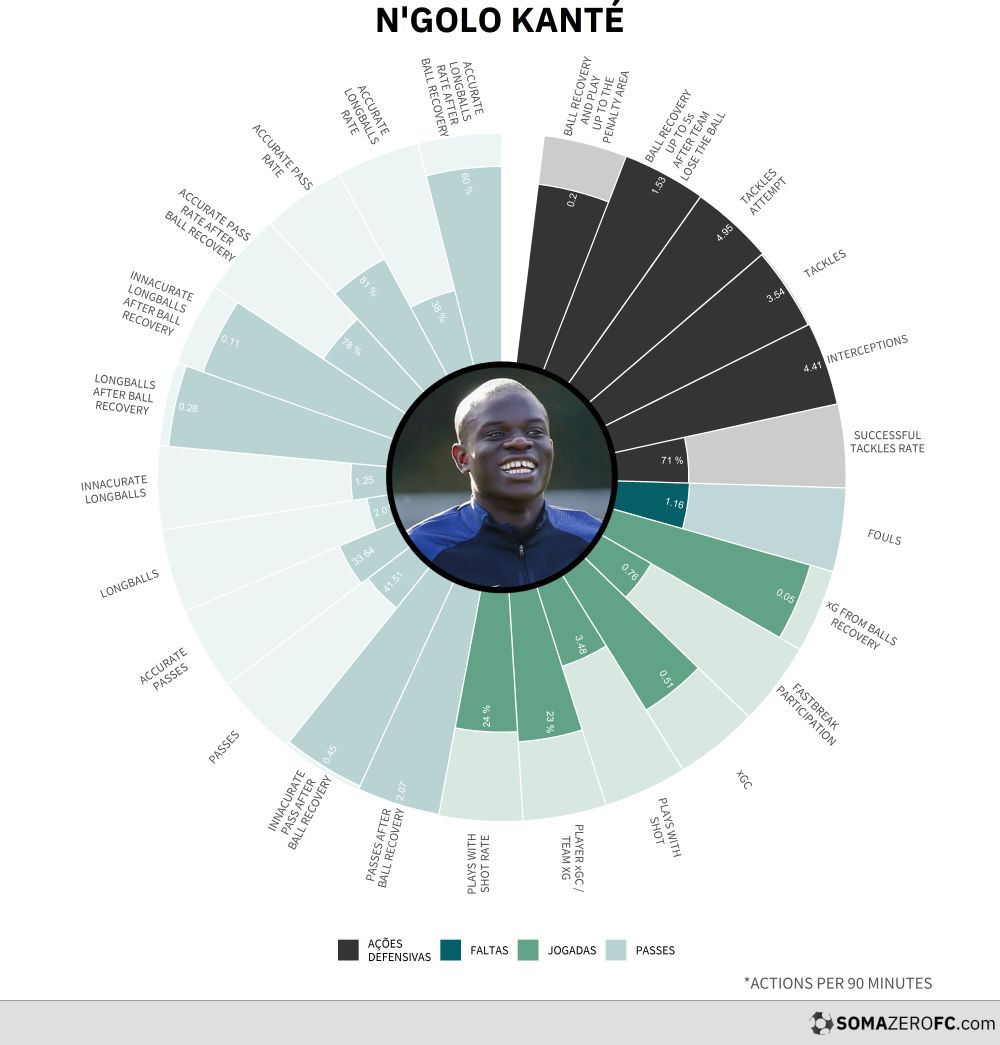 N'GOLO KANTÉ
BALL RECOVERY
AND PLAY
UP TO THE
PENALTY AREA
0.2
BALL RECOVERY
UP TO 5s
AFTER TEAM
LOSE THE BALL
1.53
TACKLES
ATTEMPT
4.95
TACKLES
3.54
INTERCEPTIONS
4.41
SUCCESSFUL
TACKLES RATE
71 %
FOULS
1.16
xG FROM BALLS
RECOVERY
0.05
FASTBREAK
PARTICIPATION
0.76
xGC
0.51
PLAYS WITH
SHOT
3.48
PLAYER xGC /
TEAM XG
23 %
PLAYS WITH
SHOT RATE
24 %
PASSES AFTER
BALL RECOVERY
2.07
INNACURATE
PASS AFTER
BALL RECOVERY
0.45
PASSES
41.51
ACCURATE
PASSES
33.64
LONGBALLS
INNACURATE
LONGBALLS
1.25
LONGBALLS
AFTER BALL
RECOVERY
0.28
INNACURATE
LONGBALLS
AFTER BALL
RECOVERY
0.11
ACCURATE PASS
RATE AFTER
BALL RECOVERY
78 %
ACCURATE PASS
RATE
81 %
ACCURATE
LONGBALLS
RATE
38 %
ACCURATE
LONGBALLS
RATE AFTER
BALL RECOVERY
60 %
AÇÕES
DEFENSIVAS
FALTAS
JOGADAS
PASSES
*ACTIONS PER 90 MINUTES
SOMAZEROFC.com